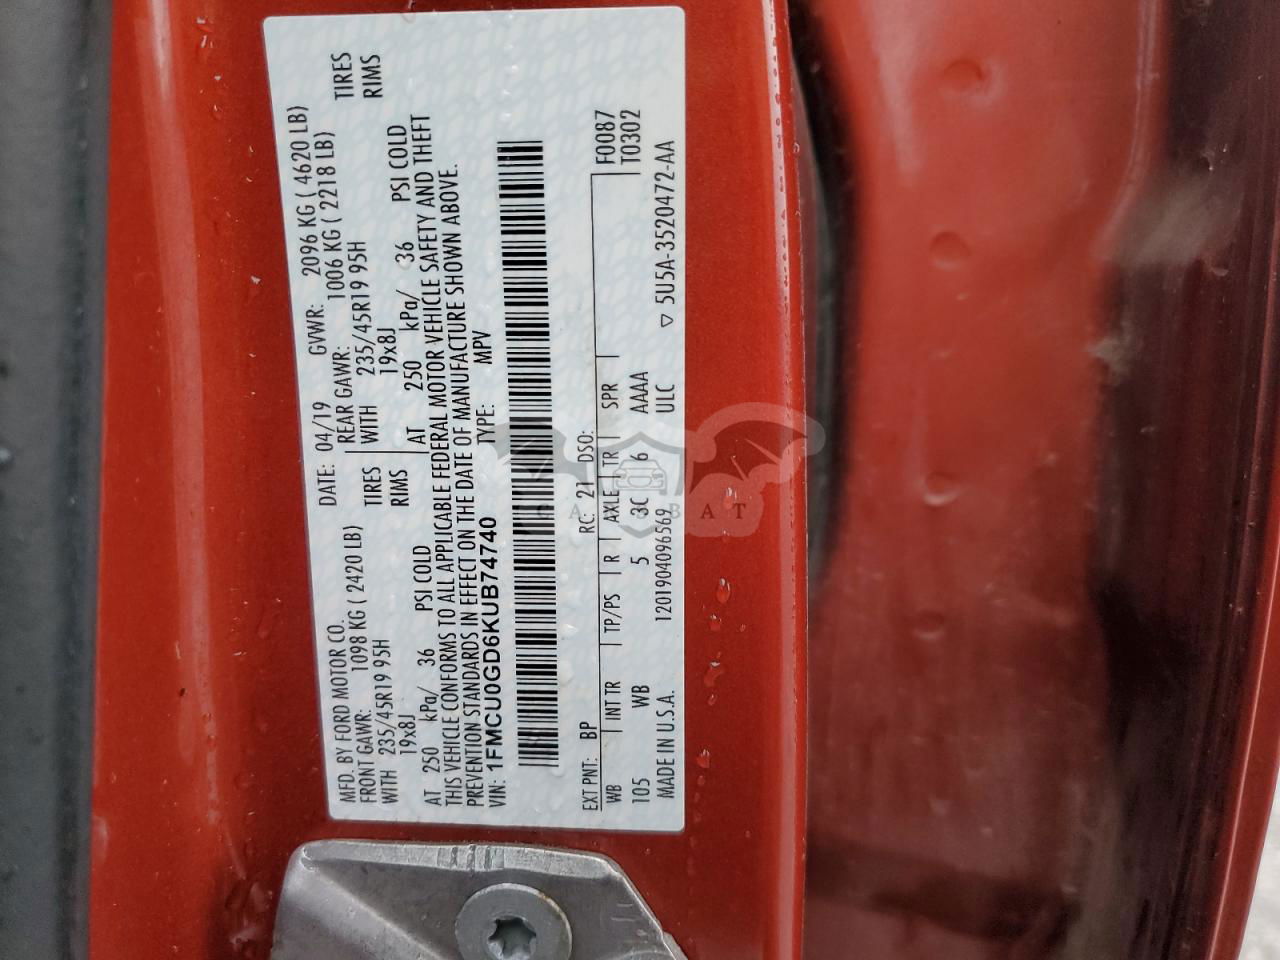 MFD. BY FORD MOTOR CO.
DATE: 04/19 GVWR: 2096 KG ( 4620 LB)
FRONT GAWR: 1098 KG ( 2420 LB) REAR GAWR: 1006 KG ( 2218 LB)
WITH 235/45R19 95H TIRES WITH 235/45R19 95H TIRES
19x8J RIMS 19x8J RIMS
AT 250 kPa/ 36 PSI COLD AT 250 kPa/ 36 PSI COLD
THIS VEHICLE CONFORMS TO ALL APPLICABLE FEDERAL MOTOR VEHICLE SAFETY AND THEFT
PREVENTION STANDARDS IN EFFECT ON THE DATE OF MANUFACTURE SHOWN ABOVE.
VIN: 1FMCU0GD6KUB74740 TYPE: MPV
EXT PNT: BP RC: 21 DSO: F0087
WB INT TR TP/PS R AXLE TR SPR T0302
105 WB 5 3C 6 AAAA
MADE IN U.S.A. 120190409656​9 ULC ▽ 5U5A-3520472-AA